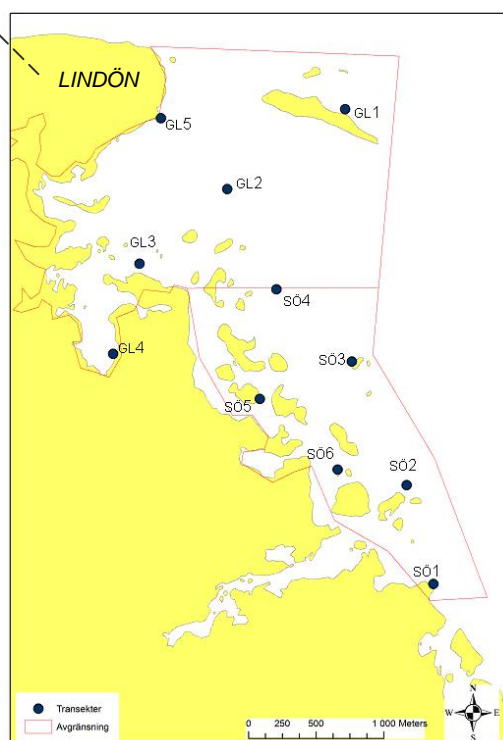 LINDÖN
GL1
GL5
GL2
GL3
SÖ4
GL4
SÖ3
SÖ5
SÖ6
SÖ2
SÖ1
Transekter
Avgränsning
0 250 500 1 000 Meters
N
W E
S